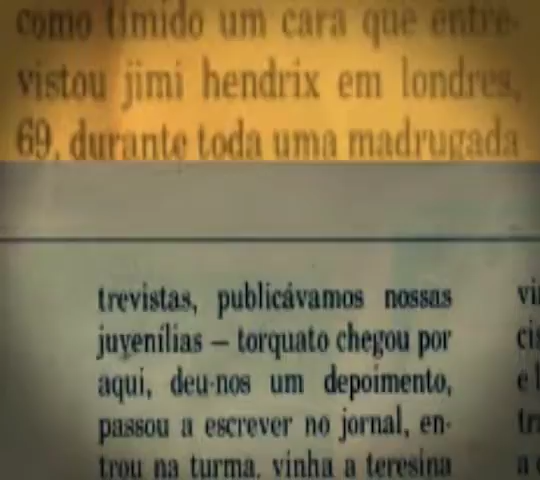 como tímido um cara que entre-
vistou jimi hendrix em londres,
69, durante toda uma madrugada
trevistas, publicávamos nossas
juvenílias — torquato chegou por
aqui, deu-nos um depoimento,
passou a escrever no jornal, en-
trou na turma, vinha a teresina